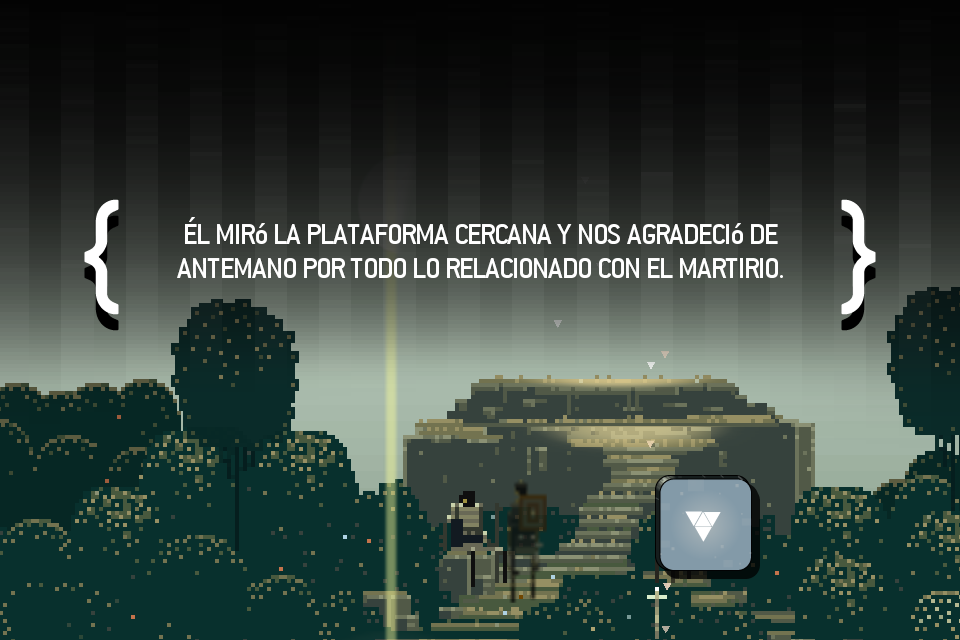 ÉL MIRó LA PLATAFORMA CERCANA Y NOS AGRADECIó DE
ANTEMANO POR TODO LO RELACIONADO CON EL MARTIRIO.